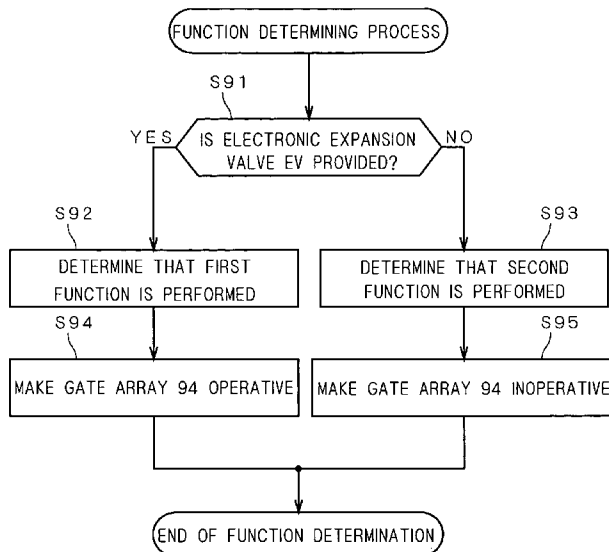 FUNCTION DETERMINING PROCESS
S91
YES
IS ELECTRONIC EXPANSION
VALVE EV PROVIDED?
NO
S92
DETERMINE THAT FIRST
FUNCTION IS PERFORMED
S93
DETERMINE THAT SECOND
FUNCTION IS PERFORMED
S94
MAKE GATE ARRAY 94 OPERATIVE
S95
MAKE GATE ARRAY 94 INOPERATIVE
END OF FUNCTION DETERMINATION